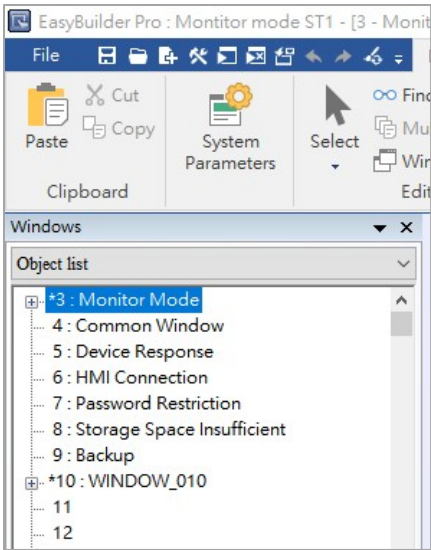 EasyBuilder Pro : Montitor mode ST1 - [3 - Monit
File
Cut
Copy
Paste
System
Parameters
Select
Find
Mu
Wir
Clipboard
Edit
Windows
Object list
*3 : Monitor Mode
4 : Common Window
5 : Device Response
6 : HMI Connection
7 : Password Restriction
8 : Storage Space Insufficient
9 : Backup
*10 : WINDOW_010
11
12